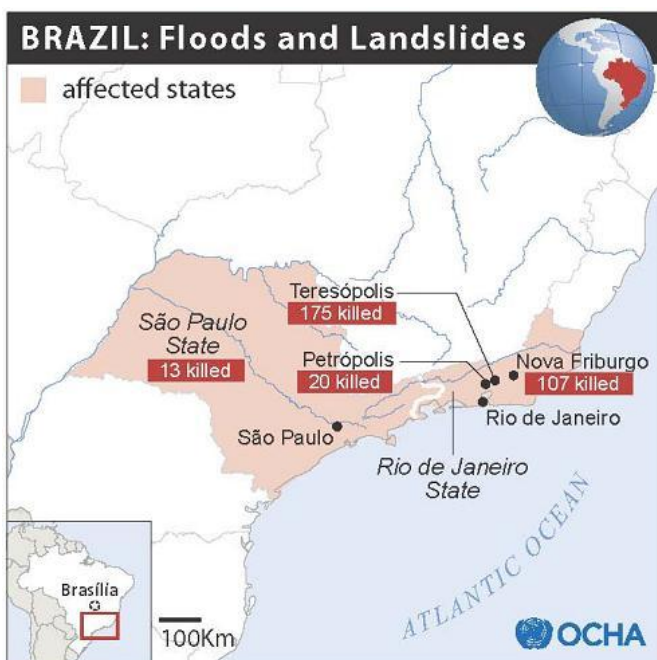 BRAZIL: Floods and Landslides
affected states
Teresópolis
175 killed
São Paulo
State
13 killed
Petrópolis
20 killed
Nova Friburgo
107 killed
São Paulo
Rio de Janeiro
Rio de Janeiro
State
ATLANTIC OCEAN
Brasília
100Km
OCHA